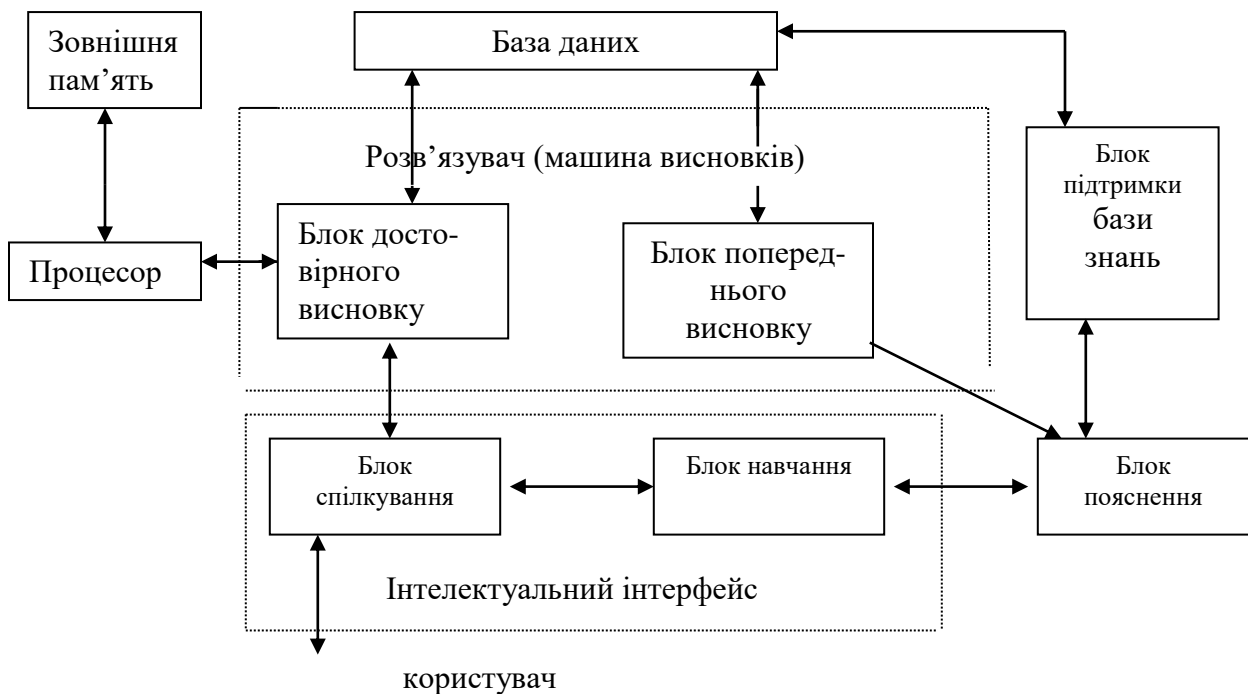 Зовнішня
пам’ять
База даних
Розв’язувач (машина висновків)
Блок
підтримки
бази
знань
Процесор
Блок досто-
вірного
висновку
Блок поперед-
нього
висновку
Блок
спілкування
Блок навчання
Блок
пояснення
Інтелектуальний інтерфейс
користувач